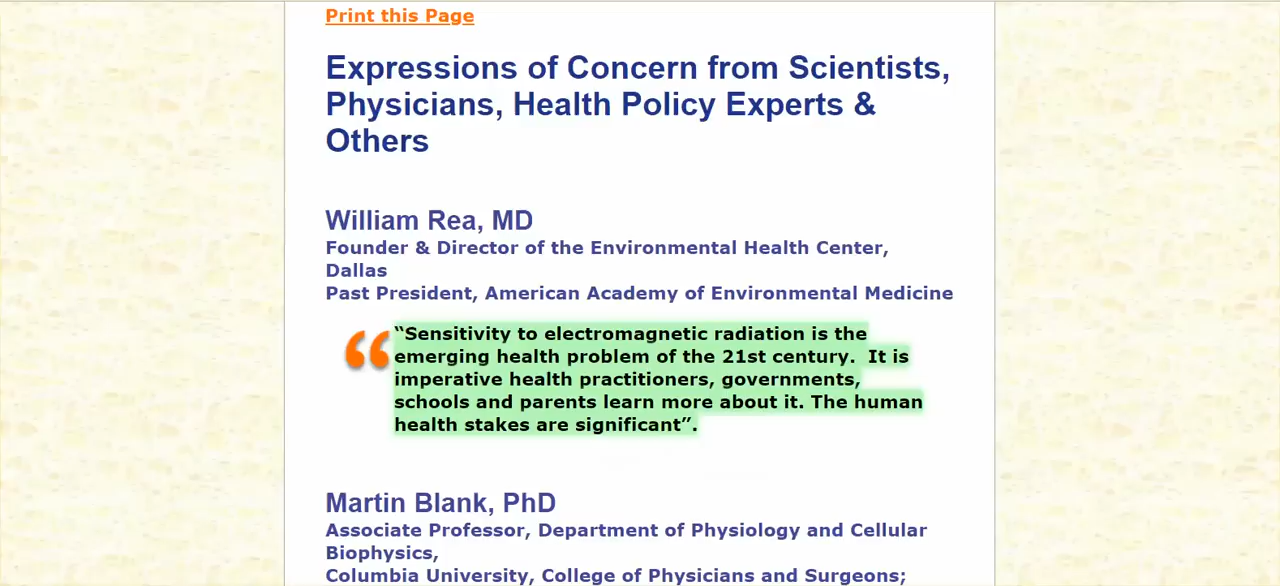 Print this Page
Expressions of Concern from Scientists,
Physicians, Health Policy Experts &
Others
William Rea, MD
Founder & Director of the Environmental Health Center,
Dallas
Past President, American Academy of Environmental Medicine
“Sensitivity to electromagnetic radiation is the
emerging health problem of the 21st century.  It is
imperative health practitioners, governments,
schools and parents learn more about it. The human
health stakes are significant”.
Martin Blank, PhD
Associate Professor, Department of Physiology and Cellular
Biophysics,
Columbia University, College of Physicians and Surgeons;